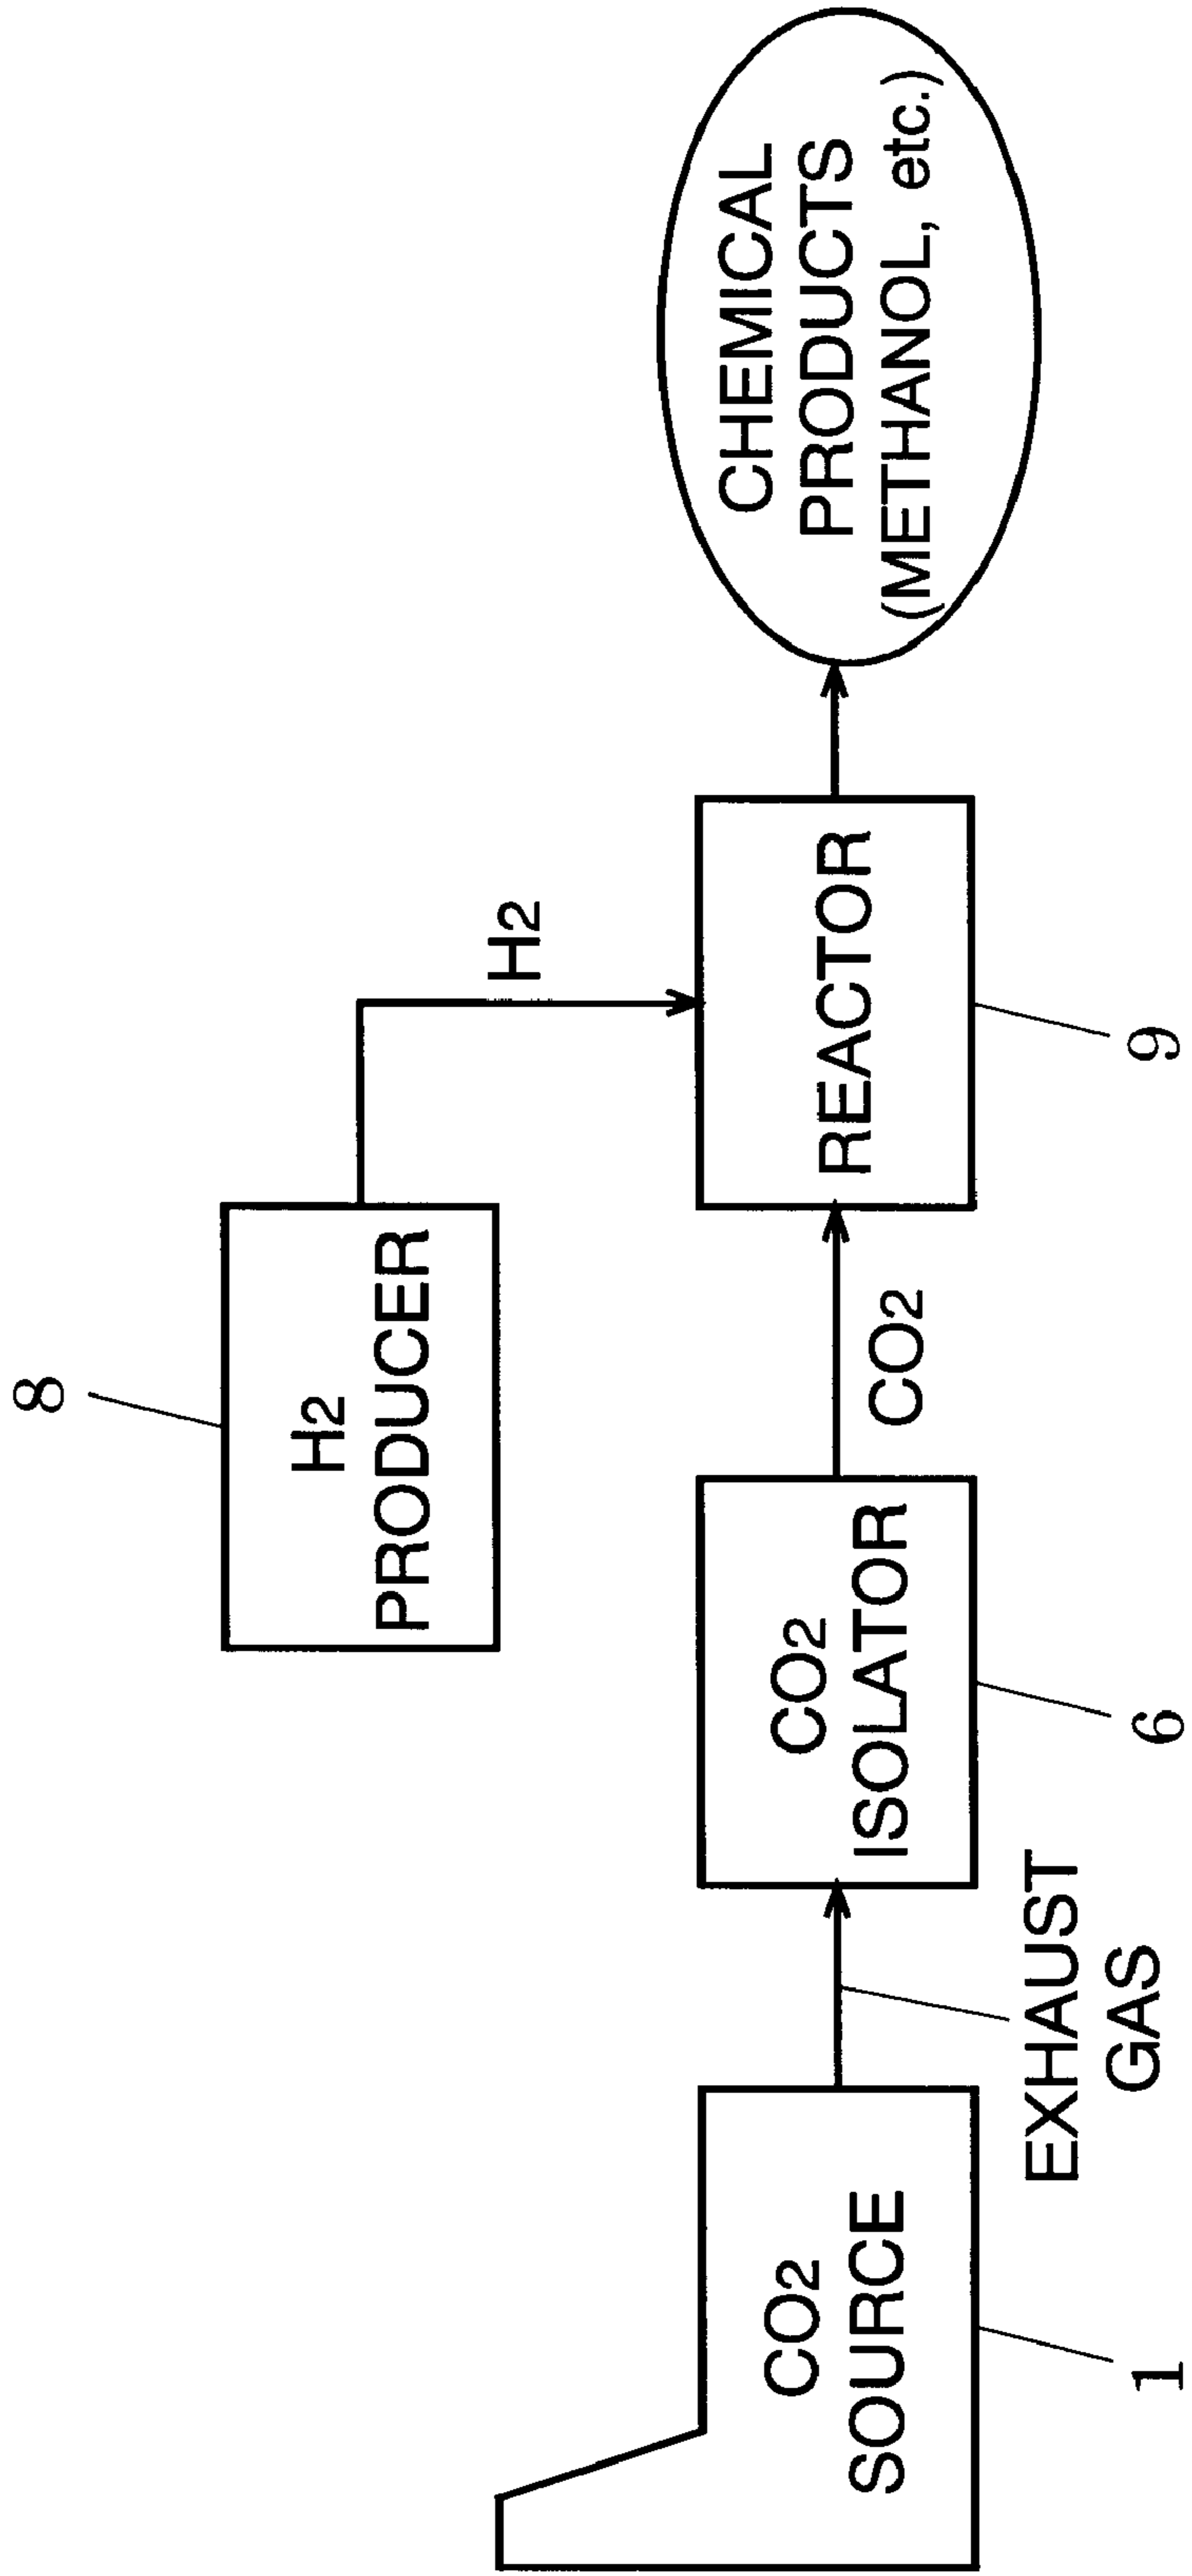 8
H2
PRODUCER
H2
CO2
SOURCE
1
EXHAUST
GAS
CO2
ISOLATOR
6
CO2
REACTOR
9
CHEMICAL
PRODUCTS
(METHANOL, etc.)